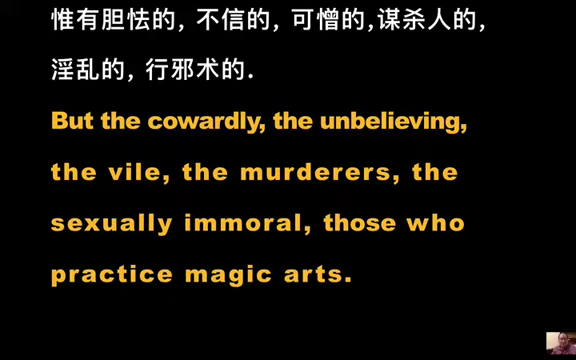 惟有胆怯的, 不信的, 可憎的,谋杀人的,
淫乱的, 行邪术的.
But the cowardly, the unbelieving,
the vile, the murderers, the
sexually immoral, those who
practice magic arts.